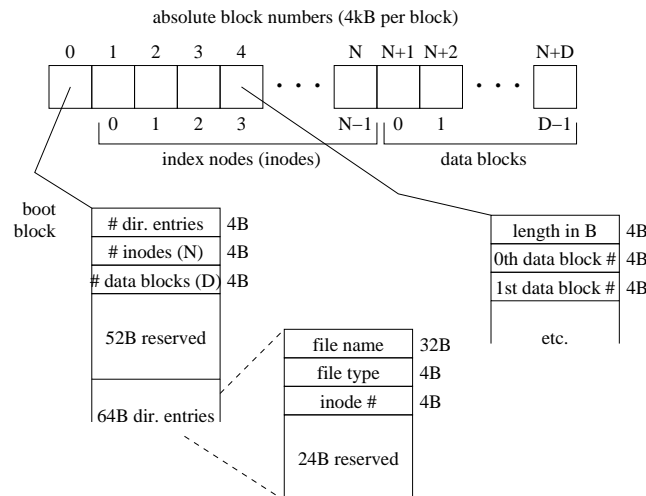 absolute block numbers (4kB per block)
0 1 2 3 4 N N+1 N+2 N+D
0 1 2 3 N−1 0 1 D−1
index nodes (inodes) data blocks
boot
block
# dir. entries 4B
# inodes (N) 4B
# data blocks (D) 4B
52B reserved
64B dir. entries
length in B 4B
0th data block # 4B
1st data block # 4B
etc.
file name 32B
file type 4B
inode # 4B
24B reserved